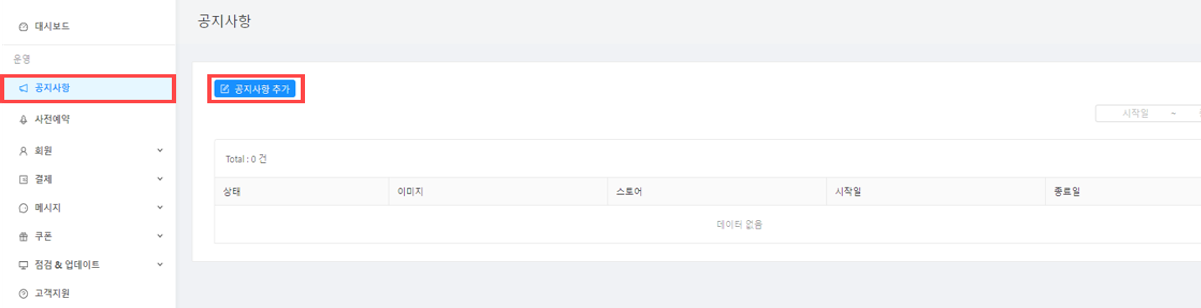 대시보드
운영
공지사항
사전예약
회원
결제
메시지
쿠폰
점검 & 업데이트
고객지원
공지사항
공지사항 추가
시작일 ~
Total : 0 건
상태 이미지 스토어 시작일 종료일
데이터 없음